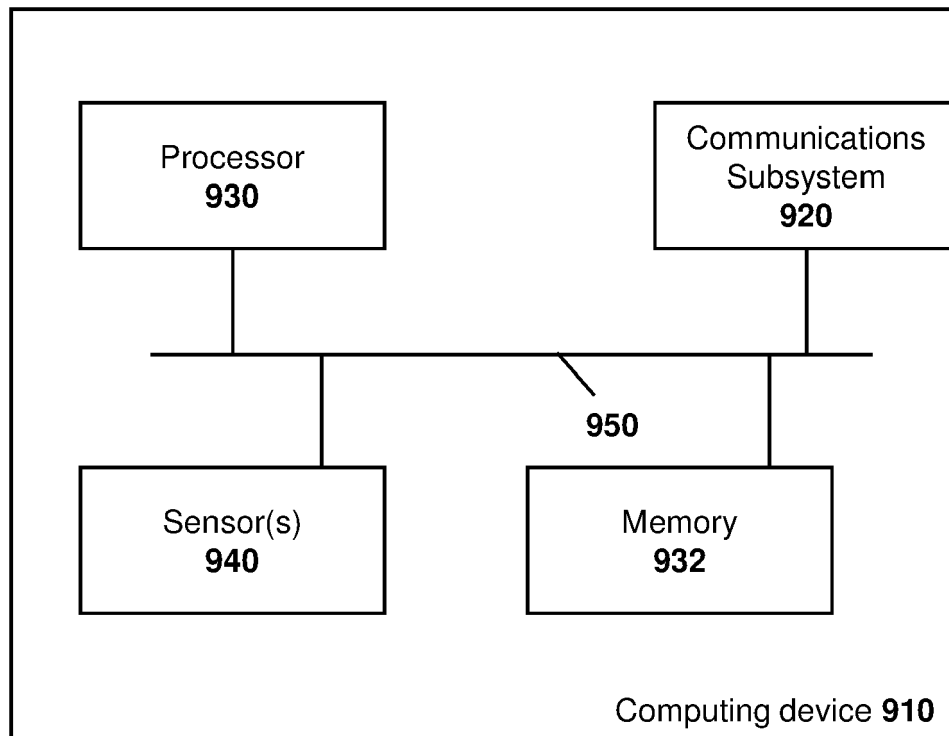 Processor
930
Communications
Subsystem
920
950
Sensor(s)
940
Memory
932
Computing device 910